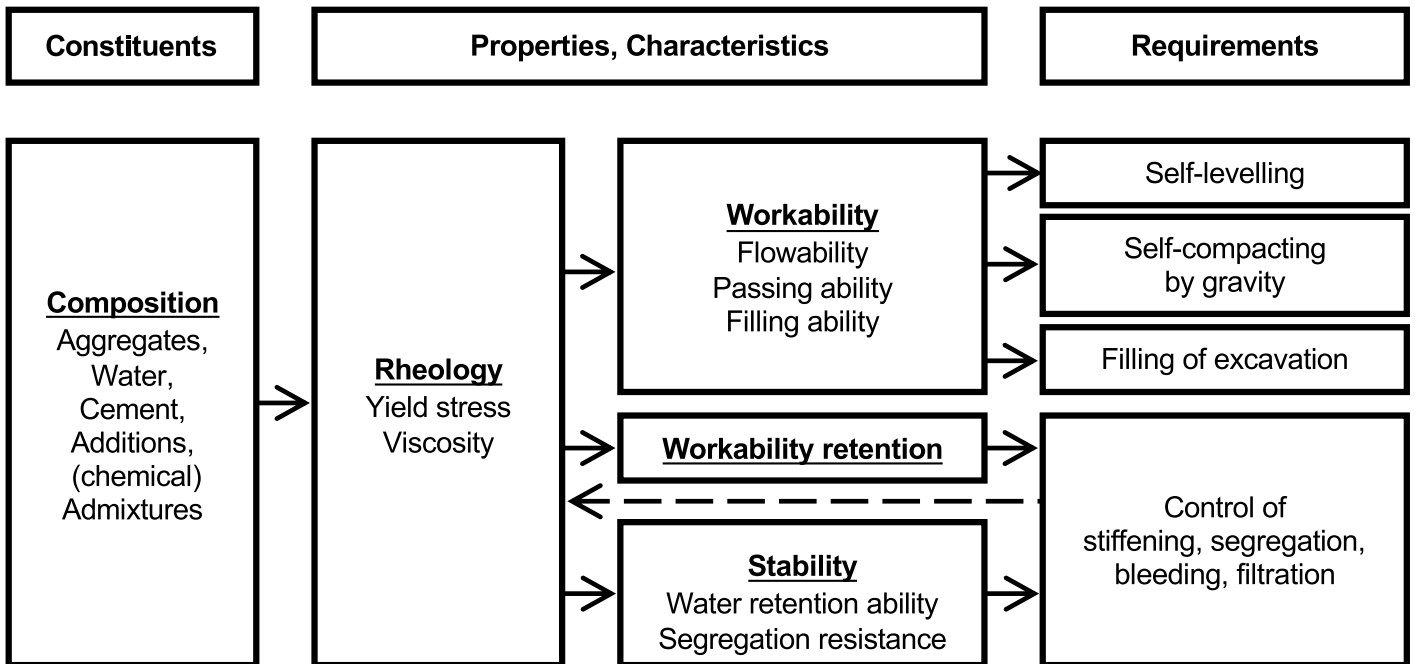 Constituents
Properties, Characteristics
Requirements
Composition
Aggregates,
Water,
Cement,
Additions,
(chemical)
Admixtures
Rheology
Yield stress
Viscosity
Workability
Flowability
Passing ability
Filling ability
Workability retention
Stability
Water retention ability
Segregation resistance
Self-levelling
Self-compacting
by gravity
Filling of excavation
Control of
stiffening, segregation,
bleeding, filtration